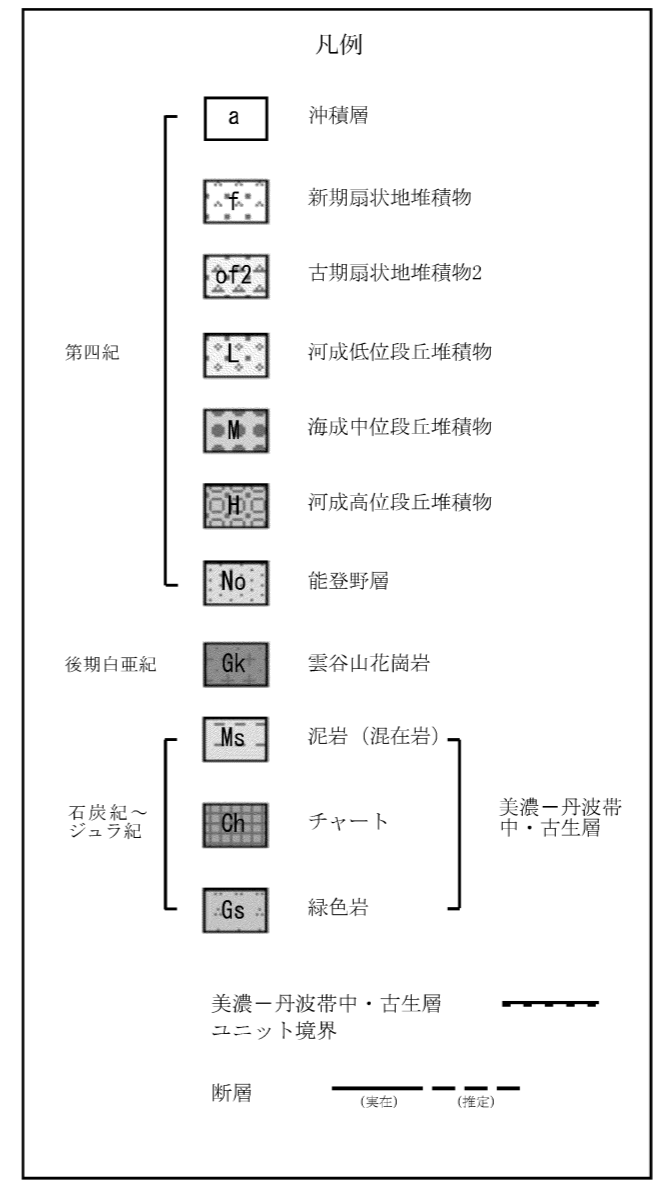 凡例
a 沖積層
f 新期扇状地堆積物
of2 古期扇状地堆積物2
第四紀
L 河成低位段丘堆積物
M 海成中位段丘堆積物
H 河成高位段丘堆積物
No 能登野層
後期白亜紀 Gk 雲谷山花崗岩
Ms 泥岩（混在岩）
石炭紀～
ジュラ紀
Ch チャート
美濃－丹波帯
中・古生層
Gs 緑色岩
美濃－丹波帯中・古生層
ユニット境界
断層
(実在) (推定)